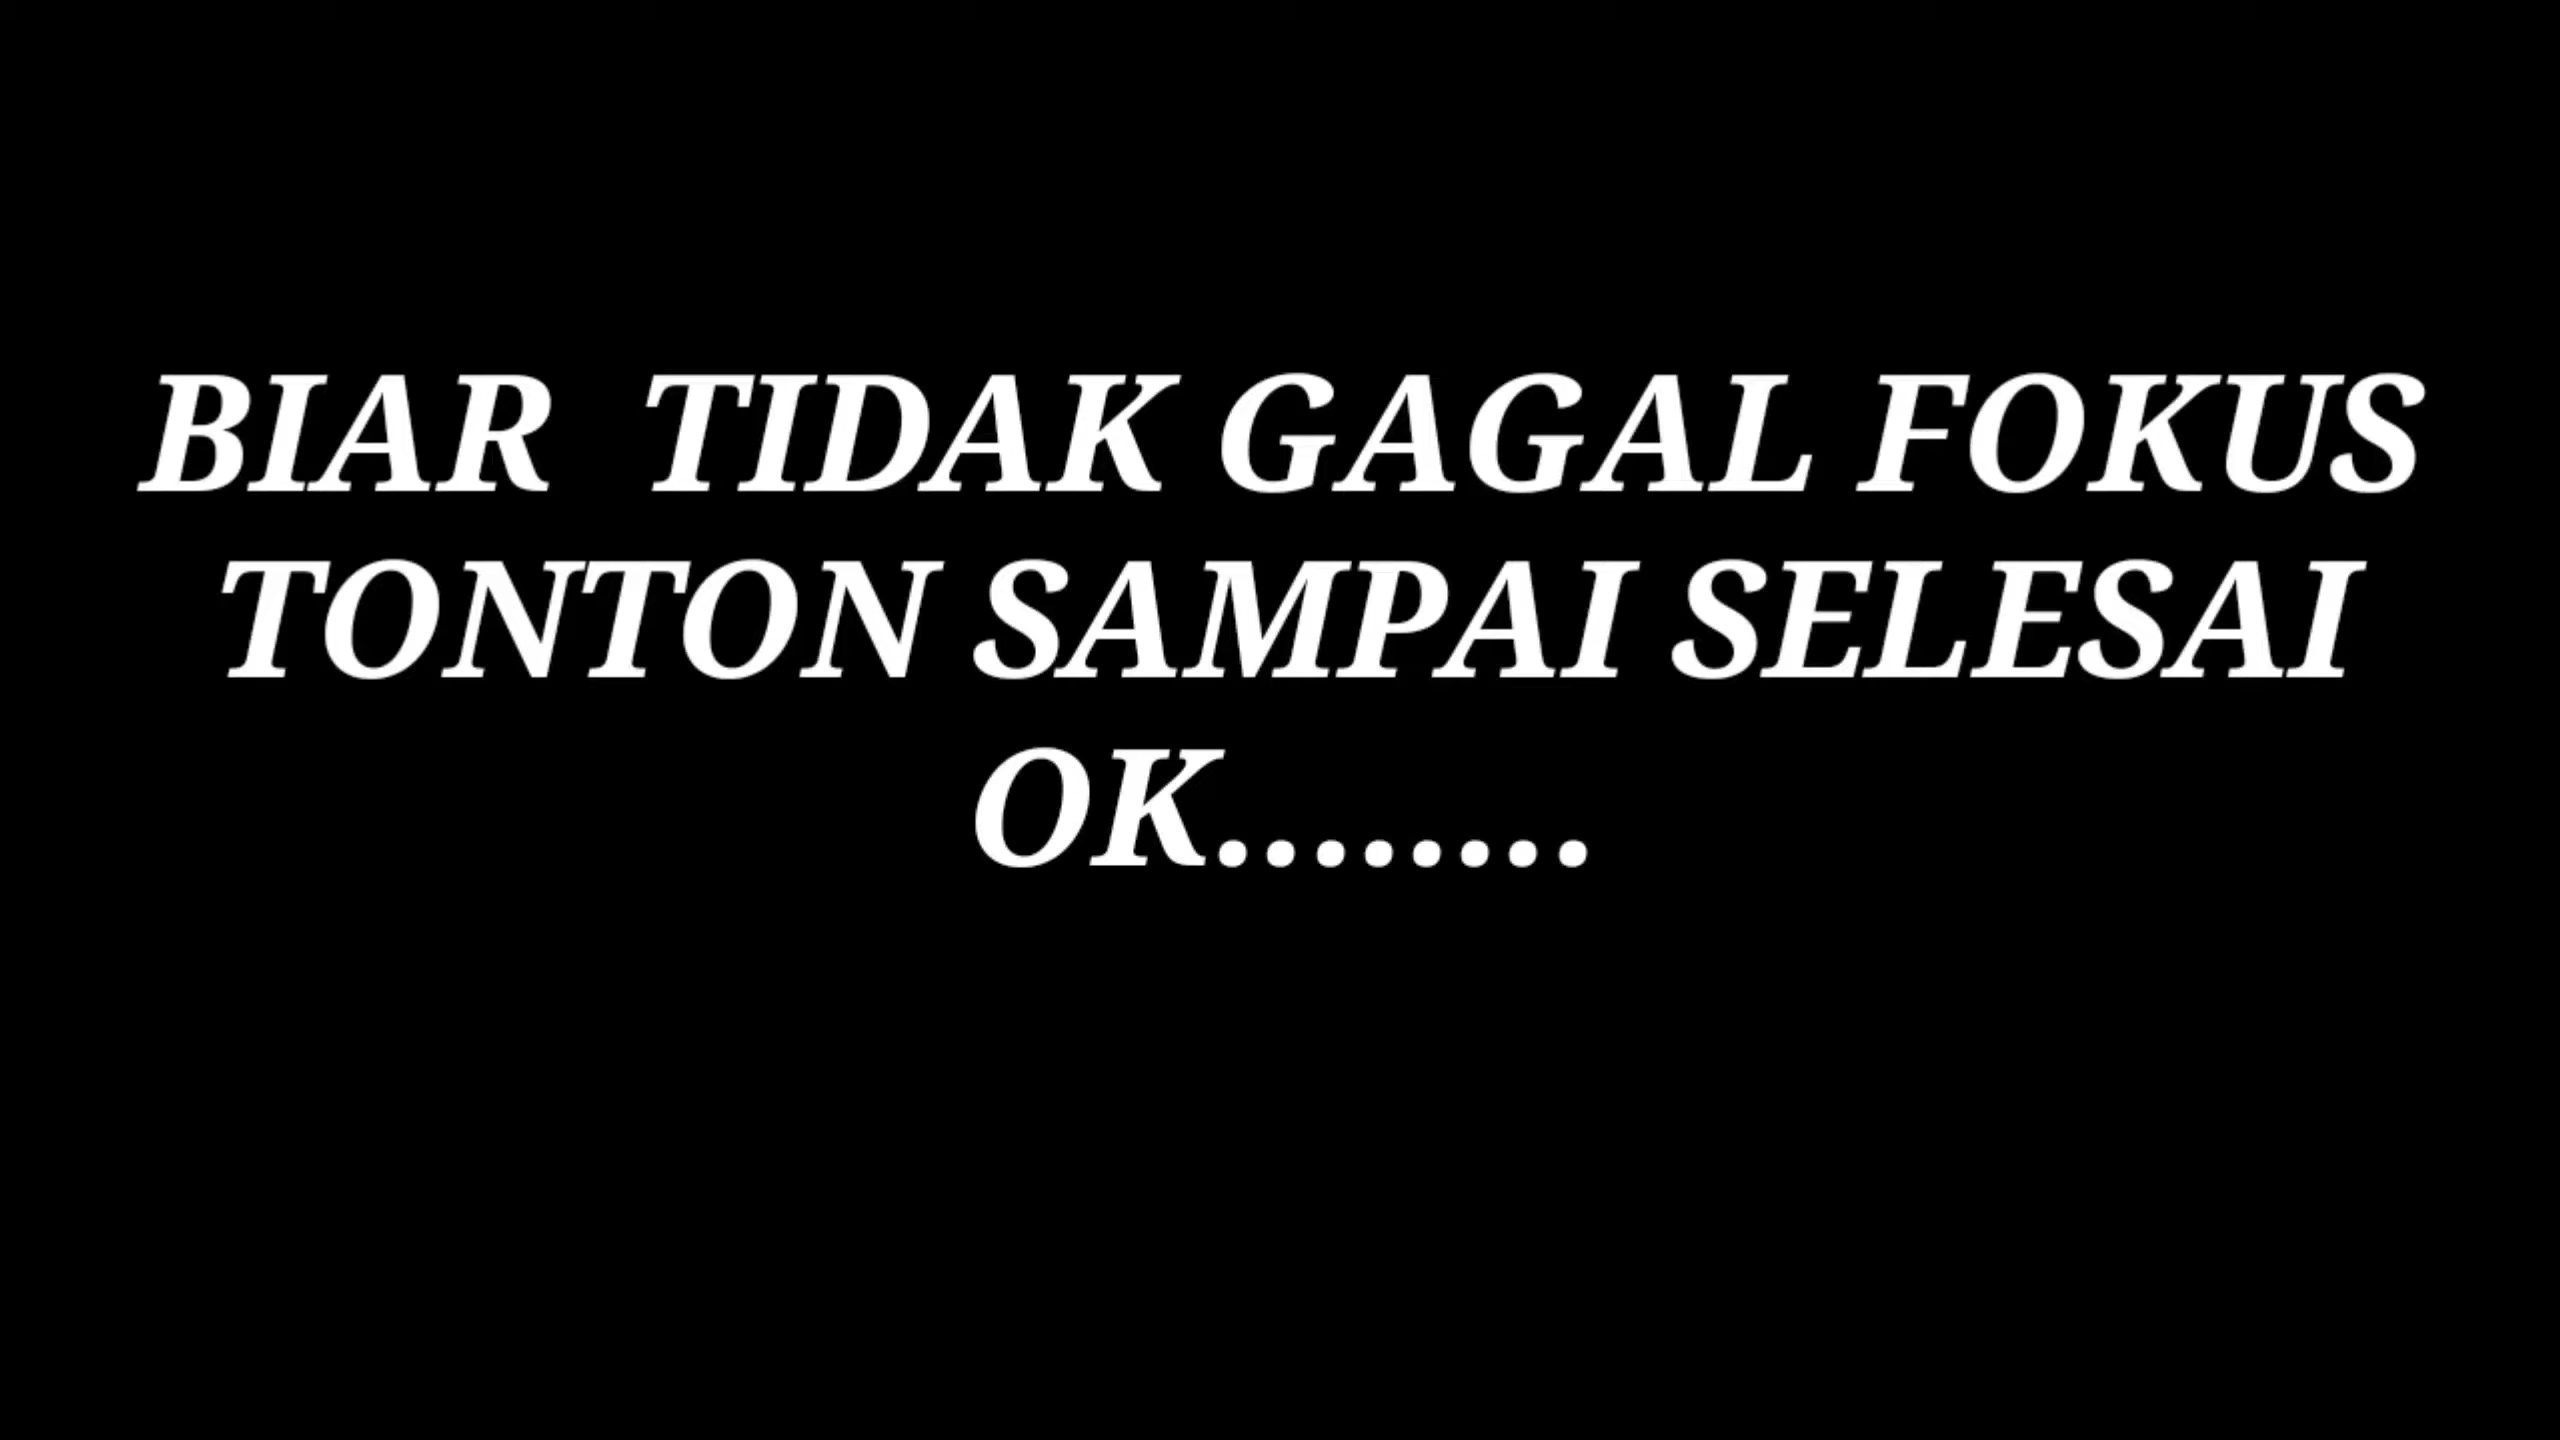 BIAR  TIDAK GAGAL FOKUS
TONTON SAMPAI SELESAI
OK........